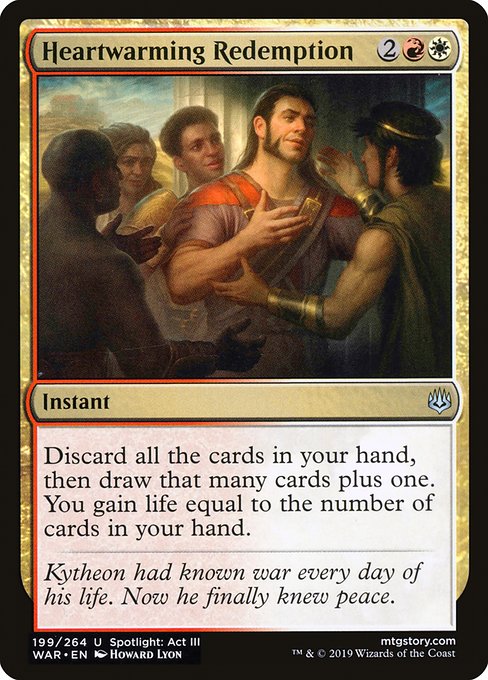 Heartwarming Redemption 2
Instant
Discard all the cards in your hand,
then draw that many cards plus one.
You gain life equal to the number of
cards in your hand.
Kytheon had known war every day of
his life. Now he finally knew peace.
199/264 U Spotlight: Act III mtgstory.com
WAR • EN Howard Lyon ™ & © 2019 Wizards of the Coast